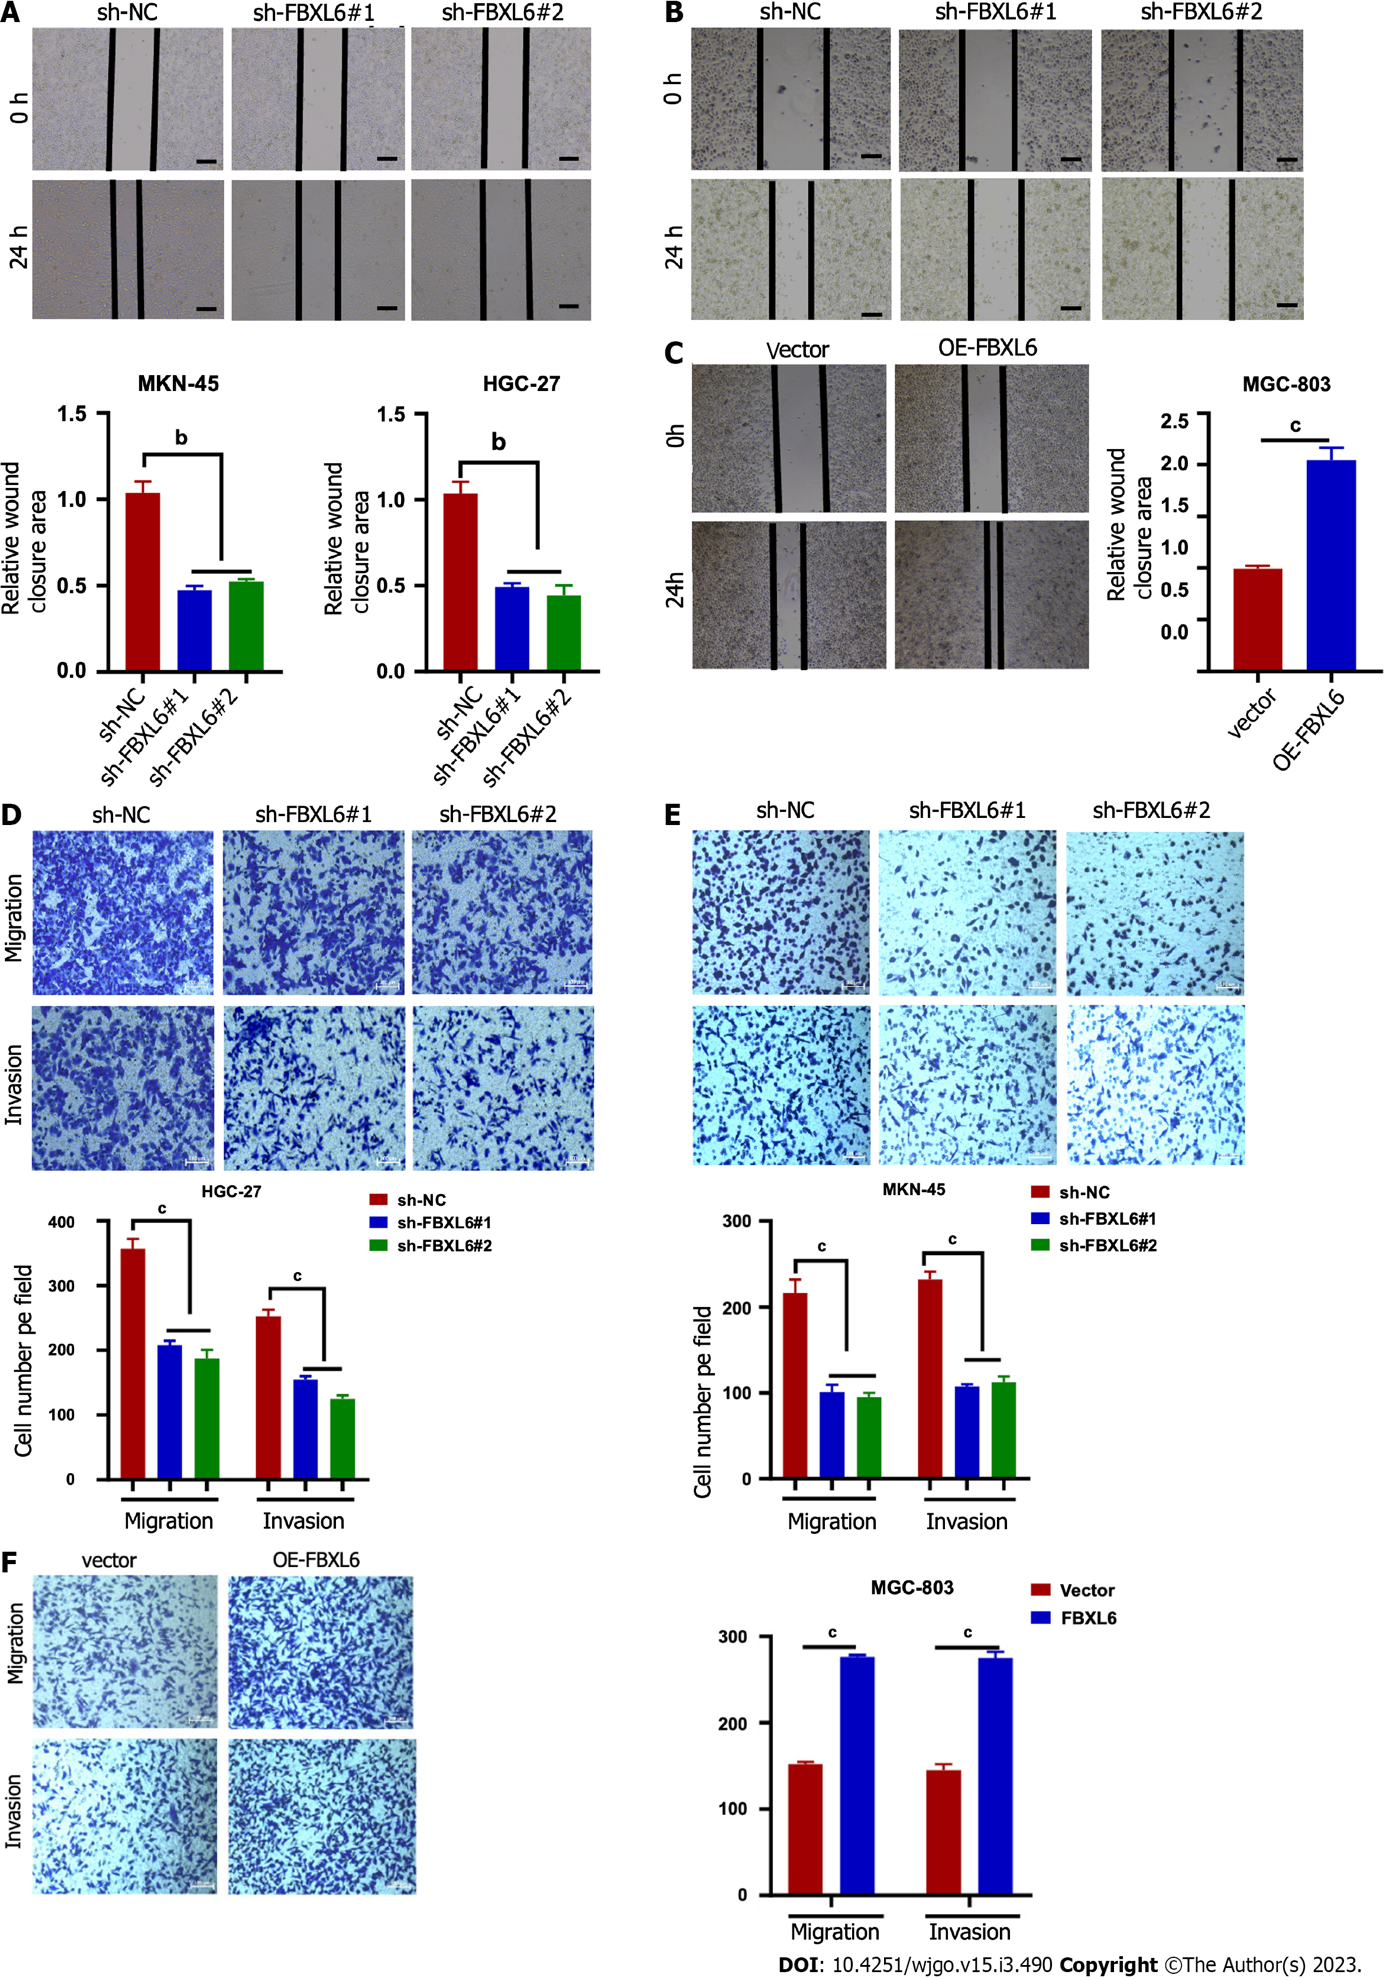 A
sh-NC sh-FBXL6#1 sh-FBXL6#2
0 h
24 h
B
sh-NC sh-FBXL6#1 sh-FBXL6#2
0 h
24 h
MKN-45
Relative wound
closure area
1.5
1.0
0.5
0.0
b
sh-NC
sh-FBXL6#1
sh-FBXL6#2
HGC-27
Relative wound
closure area
1.5
1.0
0.5
0.0
b
sh-NC
sh-FBXL6#1
sh-FBXL6#2
C
Vector OE-FBXL6
0h
24h
MGC-803
Relative wound
closure area
2.5
2.0
1.5
1.0
0.5
0.0
c
vector
OE-FBXL6
D
sh-NC sh-FBXL6#1 sh-FBXL6#2
Migration
Invasion
HGC-27
sh-NC
sh-FBXL6#1
sh-FBXL6#2
Cell number pe field
400
300
200
100
0
c
c
Migration Invasion
E
sh-NC sh-FBXL6#1 sh-FBXL6#2
Migration
Invasion
MKN-45
sh-NC
sh-FBXL6#1
sh-FBXL6#2
Cell number pe field
300
200
100
0
c
c
Migration Invasion
F
vector OE-FBXL6
Migration
Invasion
MGC-803
Vector
FBXL6
300
200
100
0
c
c
Migration Invasion
DOI: 10.4251/wjgo.v15.i3.490 Copyright ©The Author(s) 2023.